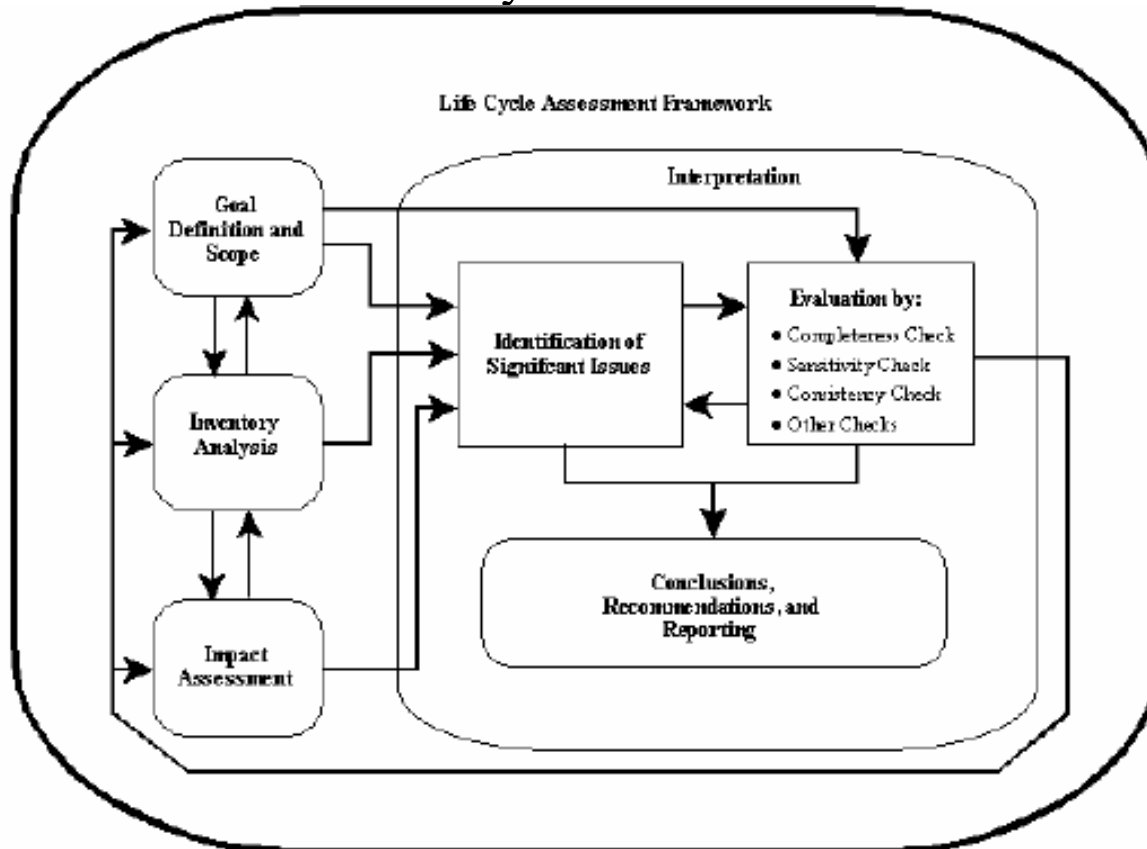 Life Cycle Assessment Framework
Interpretation
Goal
Definition and
Scope
Identification of
Significant Issues
Evaluation by:
● Completeness Check
● Sensitivity Check
● Consistency Check
● Other Checks
Inventory
Analysis
Conclusions,
Recommendations, and
Reporting
Impact
Assessment